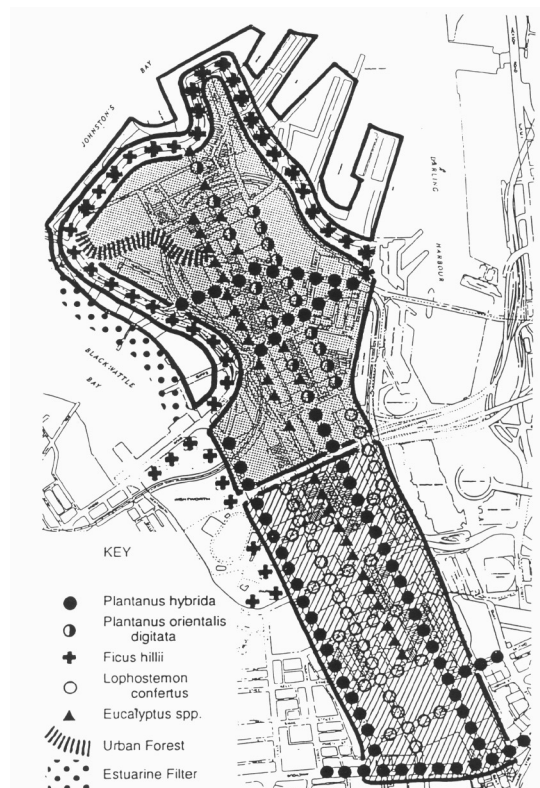 JOHNSTON'S
BAY
DARLING
HARBOUR
BLACKWATTLE
BAY
KEY
Plantanus hybrida
Plantanus orientalis
digitata
Ficus hillii
Lophostemon
confertus
Eucalyptus spp.
Urban Forest
Estuarine Filter